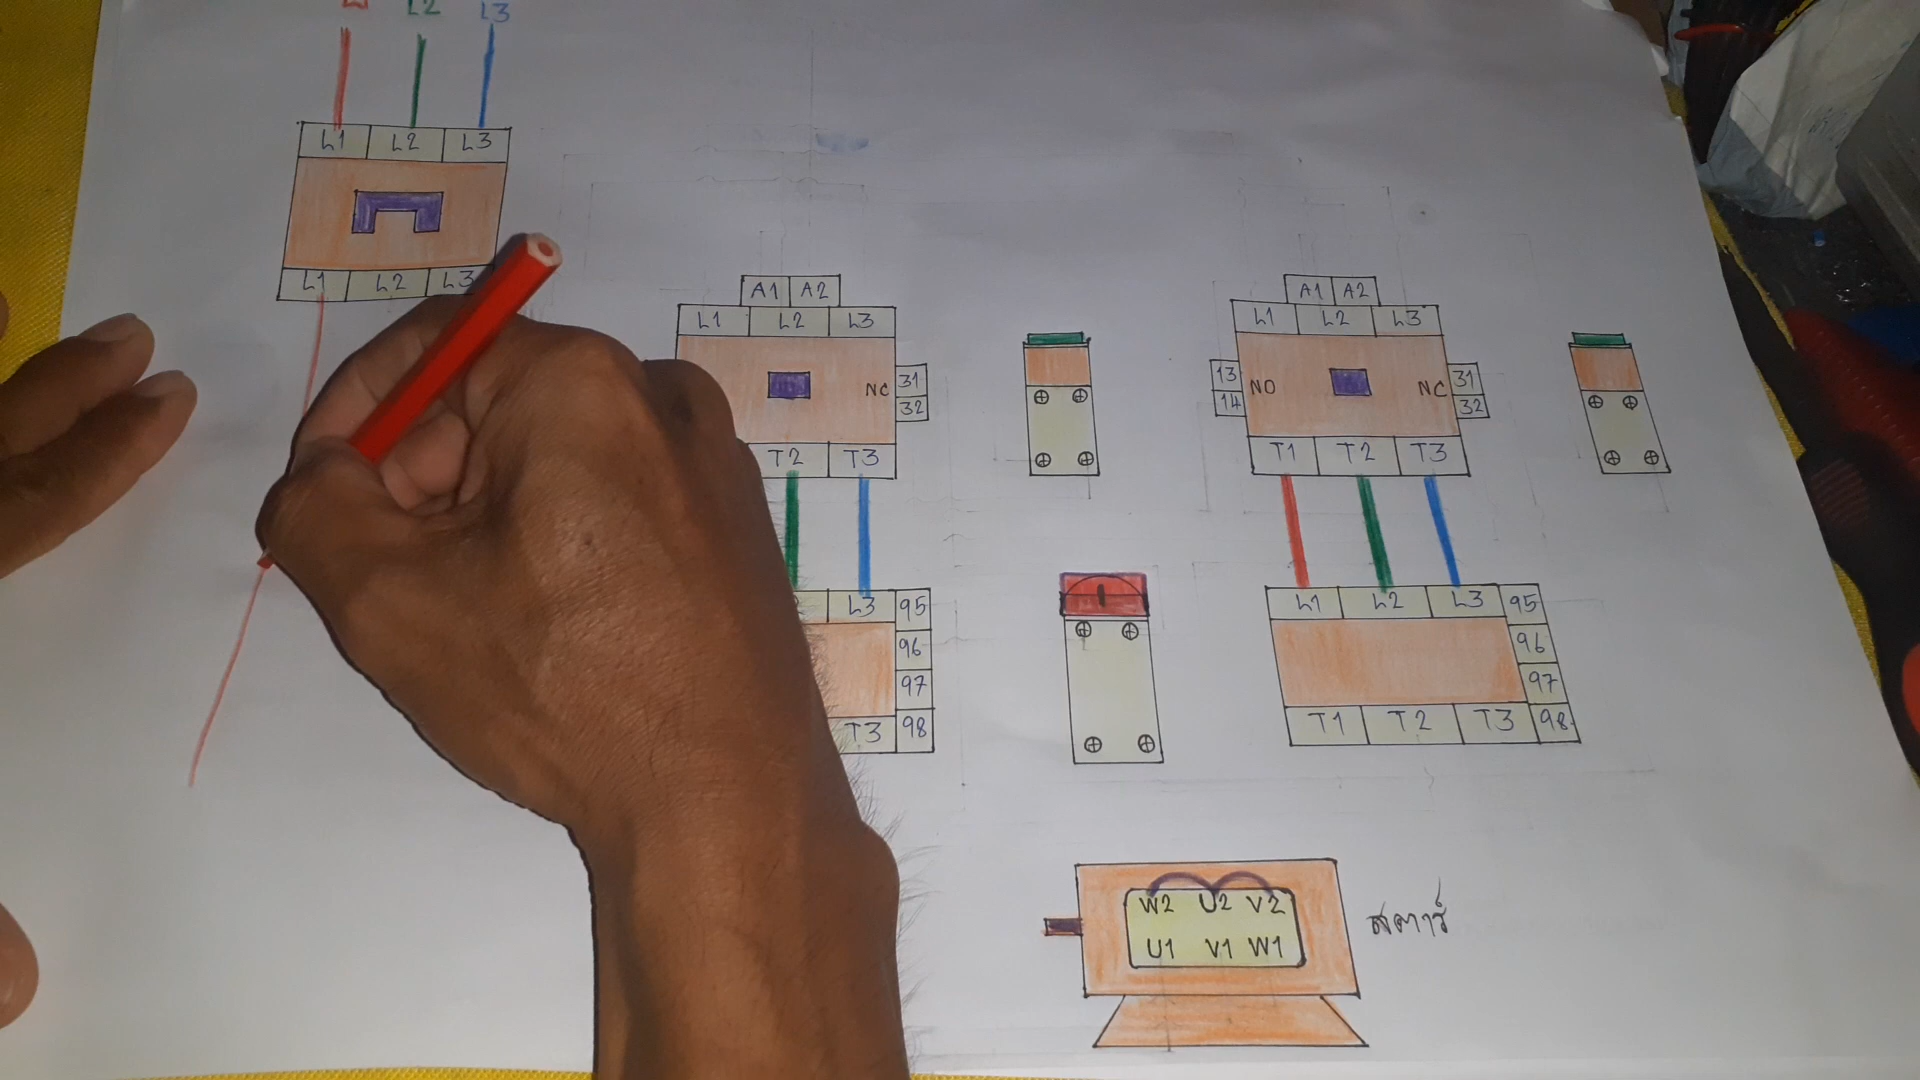 L2 L3
L1 L2 L3
L1 L2 L3
A1 A2
L1 L2 L3
NC 31
32
T2 T3
L3 95
96
97
T3 98
A1 A2
L1 L2 L3
13 NO NC 31
14 32
T1 T2 T3
L1 L2 L3 95
96
97
T1 T2 T3 98
W2 U2 V2
U1 V1 W1
สตาร์